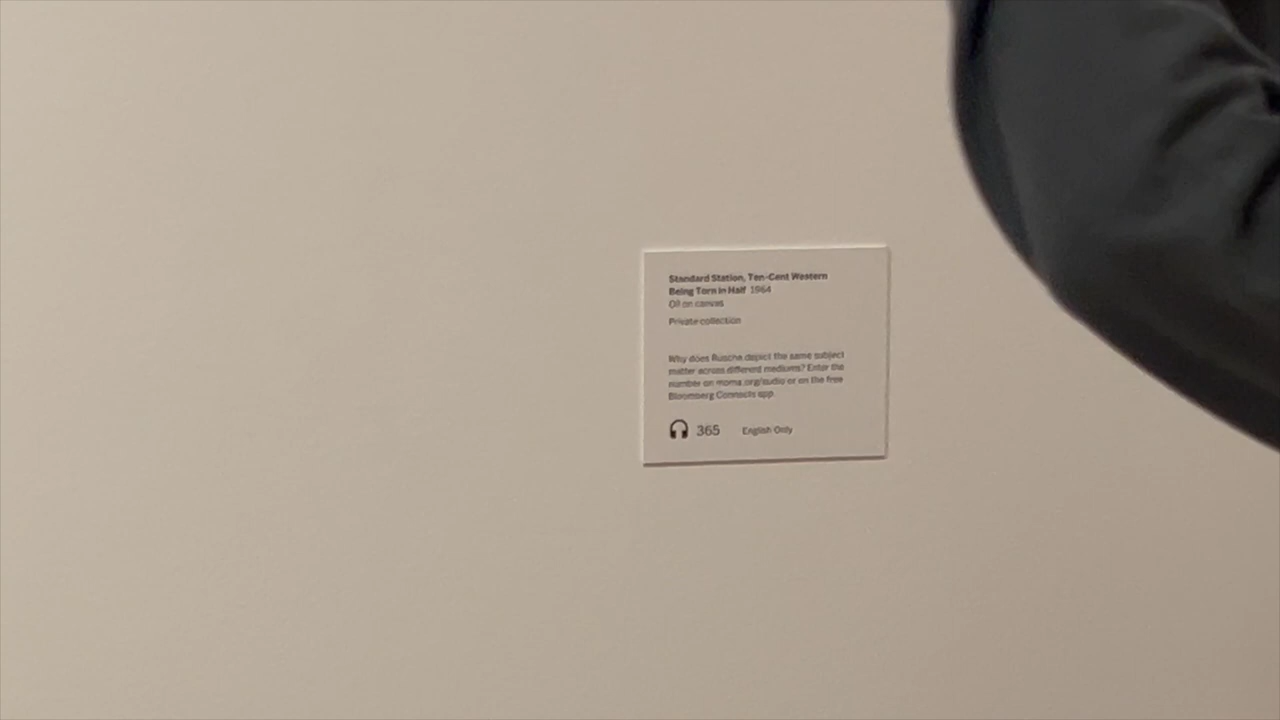 Standard Station, Ten-Cent Western
Being Torn in Half 1964
Oil on canvas
Private collection
Why does Ruscha depict the same subject
matter across different mediums? Enter the
number on moma.org/audio or on the free
Bloomberg Connects app.
365 English Only